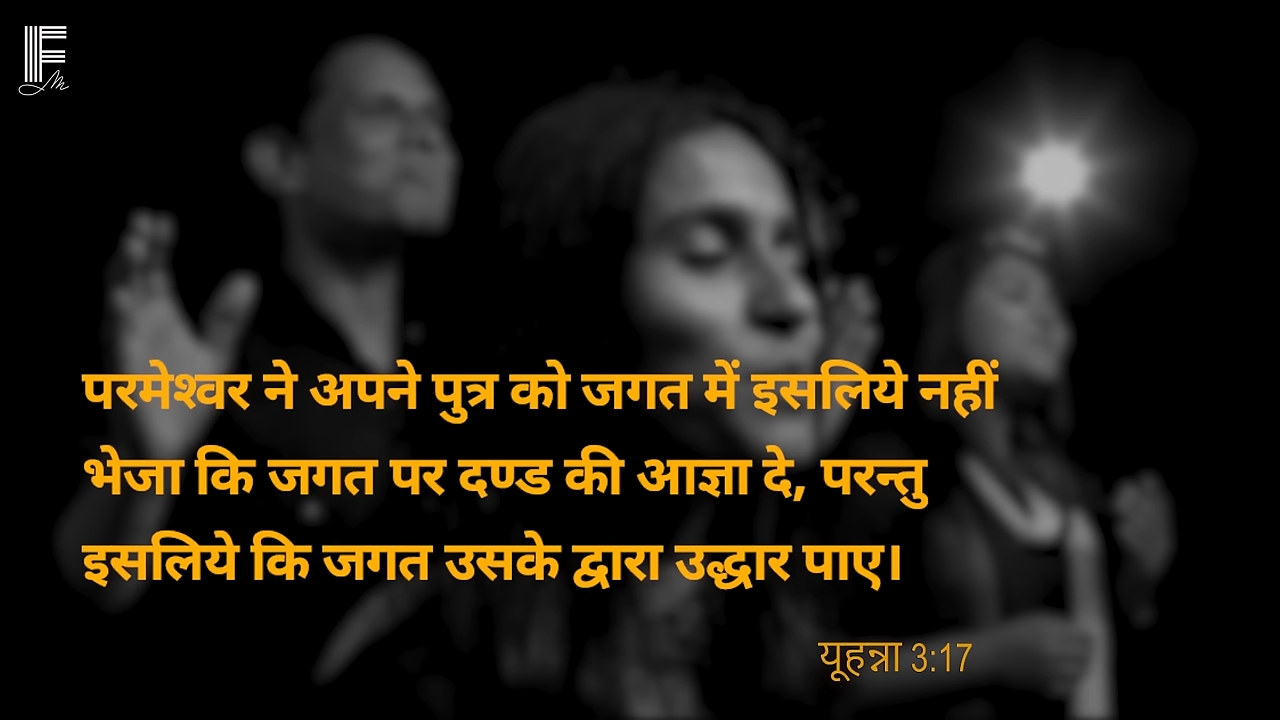 परमेश्वर ने अपने पुत्र को जगत में इसलिये नहीं
भेजा कि जगत पर दण्ड की आज्ञा दे, परन्तु
इसलिये कि जगत उसके द्वारा उद्धार पाए।
यूहन्ना 3:17